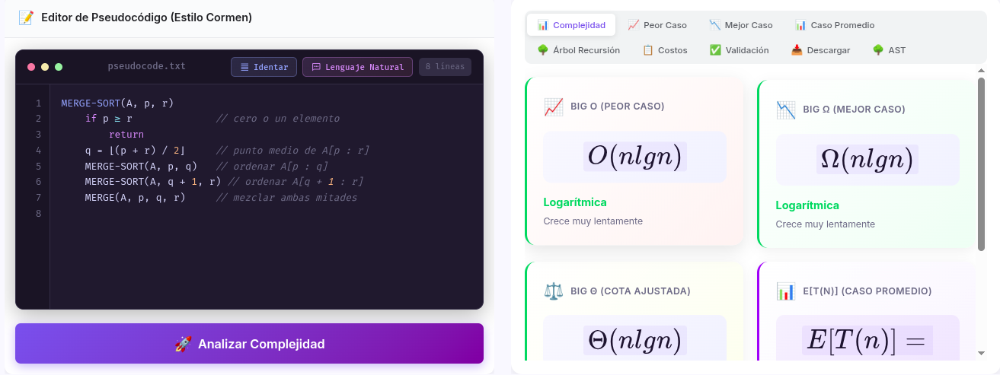 Editor de Pseudocódigo (Estilo Cormen)
pseudocode.txt
Identar
Lenguaje Natural
8 líneas
1 MERGE-SORT(A, p, r)
2 if p ≥ r // cero o un elemento
3 return
4 q = ⌊(p + r) / 2⌋ // punto medio de A[p : r]
5 MERGE-SORT(A, p, q) // ordenar A[p : q]
6 MERGE-SORT(A, q + 1, r) // ordenar A[q + 1 : r]
7 MERGE(A, p, q, r) // mezclar ambas mitades
8
Analizar Complejidad
Complejidad
Peor Caso
Mejor Caso
Caso Promedio
Árbol Recursión
Costos
Validación
Descargar
AST
BIG O (PEOR CASO)
O(nlgn)
Logarítmica
Crece muy lentamente
BIG Ω (MEJOR CASO)
Ω(nlgn)
Logarítmica
Crece muy lentamente
BIG Θ (COTA AJUSTADA)
Θ(nlgn)
E[T(N)] (CASO PROMEDIO)
E[T(n)] =